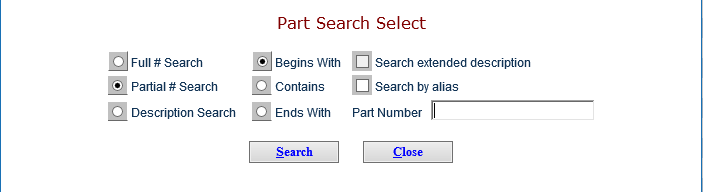 Part Search Select
Full # Search Begins With Search extended description
Partial # Search Contains Search by alias
Description Search Ends With Part Number
Search Close